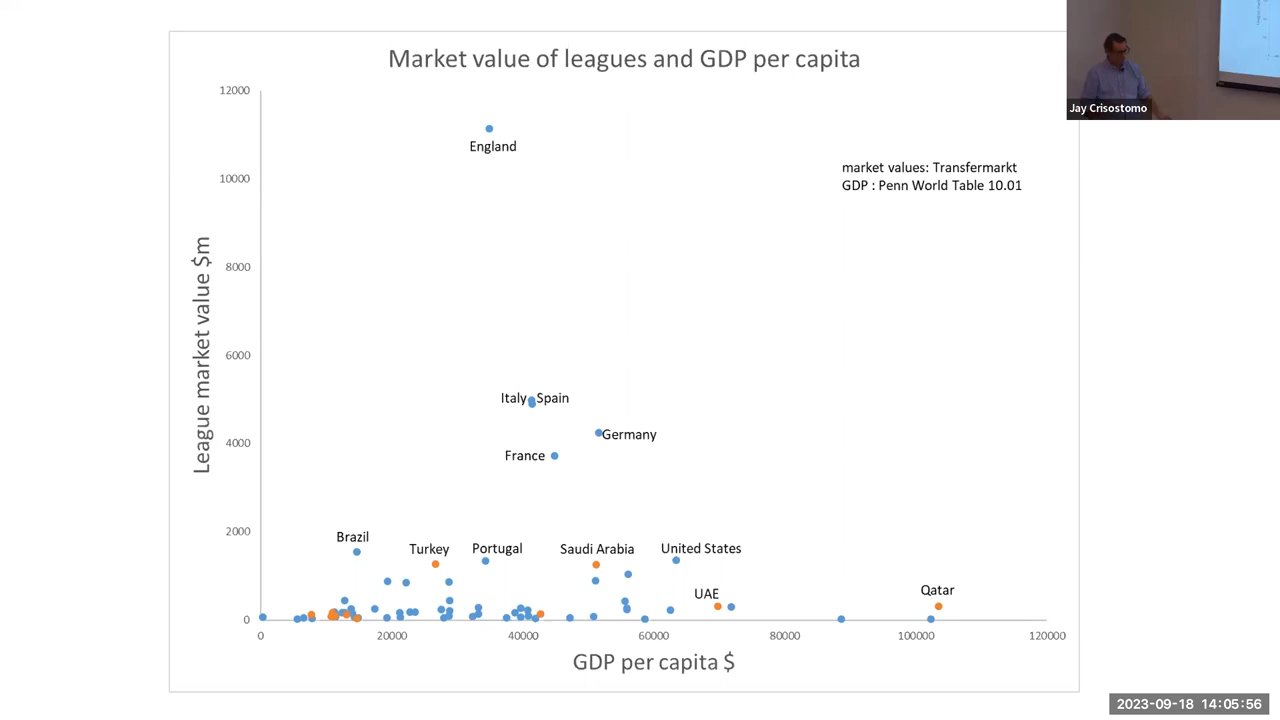 Market value of leagues and GDP per capita
Jay Crisostomo
12000
10000
8000
6000
4000
2000
0
League market value $m
England
market values: Transfermarkt
GDP : Penn World Table 10.01
Italy Spain
Germany
France
Brazil
Turkey
Portugal
Saudi Arabia
United States
UAE
Qatar
0 20000 40000 60000 80000 100000 120000
GDP per capita $
2023-09-18 14:05:56